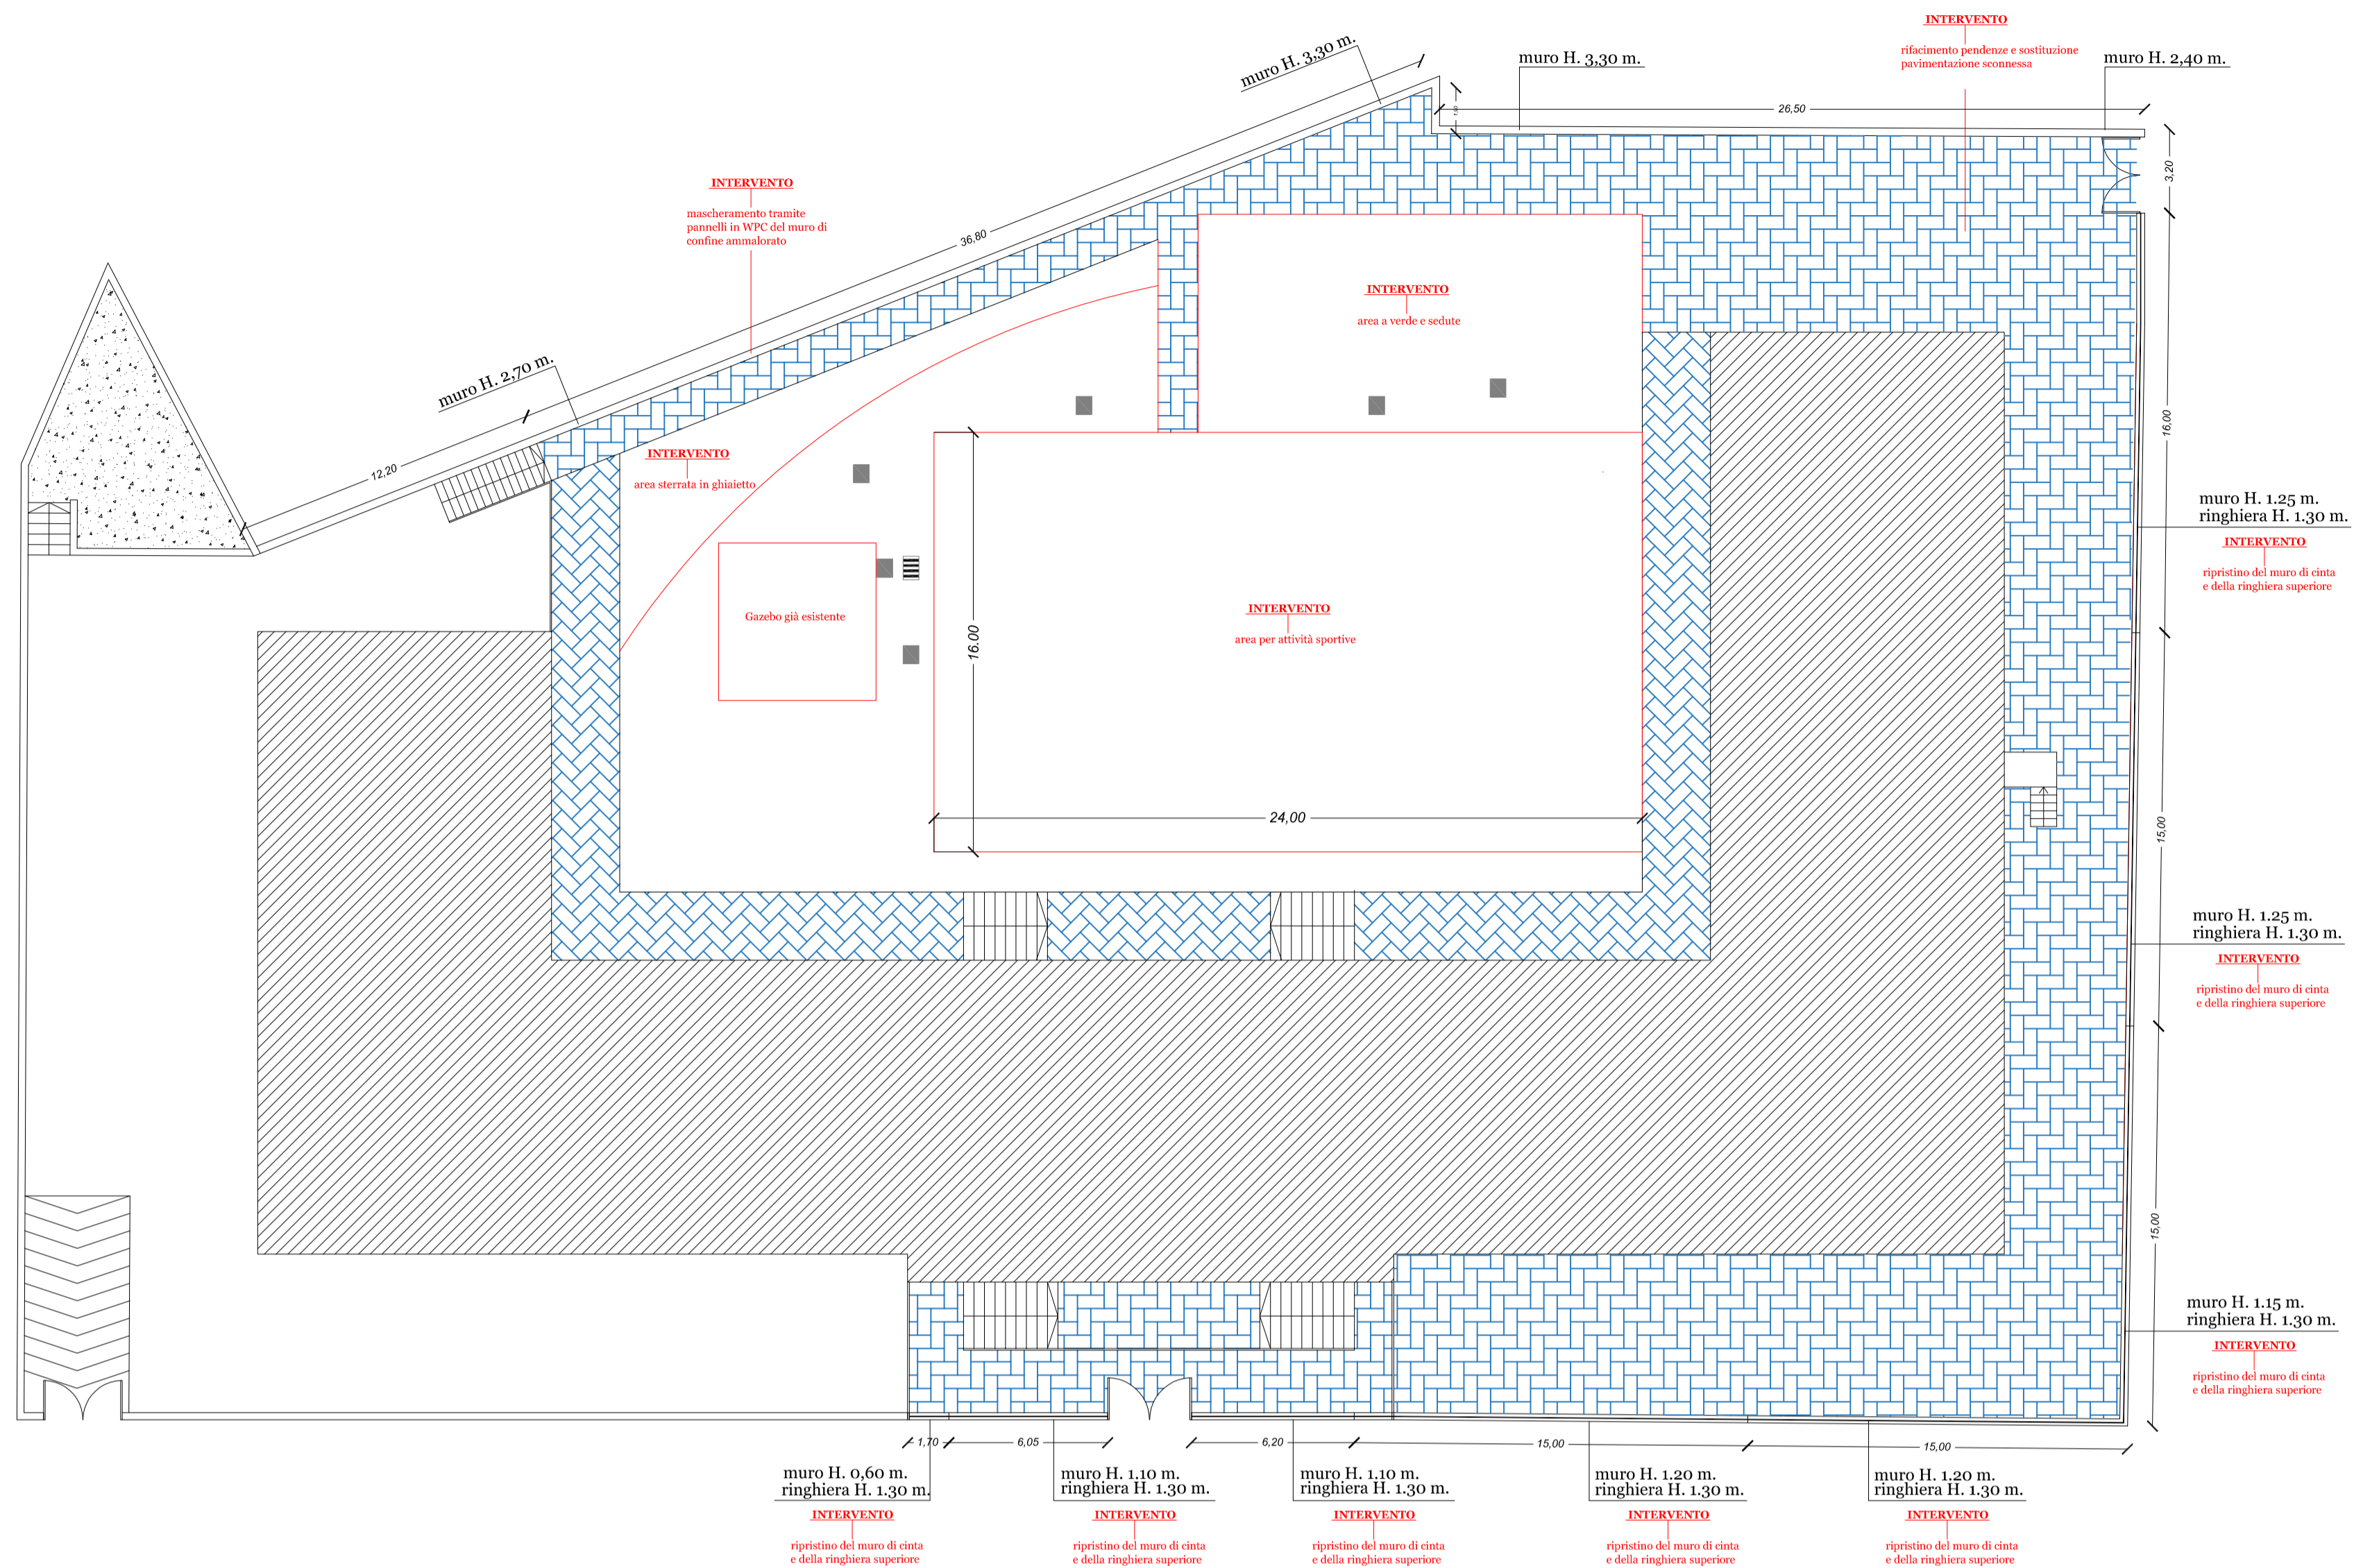 INTERVENTO
rifacimento pendenze e sostituzione
pavimentazione sconnessa
muro H. 3,30 m.
muro H. 3,30 m.
muro H. 2,40 m.
26,50
3,20
INTERVENTO
mascheramento tramite
pannelli in WPC del muro di
confine ammalorato
36,80
INTERVENTO
area a verde e sedute
muro H. 2,70 m.
12,20
INTERVENTO
area sterrata in ghiaietto
16,00
muro H. 1.25 m.
ringhiera H. 1.30 m.
INTERVENTO
ripristino del muro di cinta
e della ringhiera superiore
Gazebo già esistente
16.00
INTERVENTO
area per attività sportive
24,00
15,00
muro H. 1.25 m.
ringhiera H. 1.30 m.
INTERVENTO
ripristino del muro di cinta
e della ringhiera superiore
15,00
muro H. 1.15 m.
ringhiera H. 1.30 m.
INTERVENTO
ripristino del muro di cinta
e della ringhiera superiore
1,70
6,05
6,20
15,00
15,00
muro H. 0,60 m.
ringhiera H. 1.30 m.
INTERVENTO
ripristino del muro di cinta
e della ringhiera superiore
muro H. 1.10 m.
ringhiera H. 1.30 m.
INTERVENTO
ripristino del muro di cinta
e della ringhiera superiore
muro H. 1.10 m.
ringhiera H. 1.30 m.
INTERVENTO
ripristino del muro di cinta
e della ringhiera superiore
muro H. 1.20 m.
ringhiera H. 1.30 m.
INTERVENTO
ripristino del muro di cinta
e della ringhiera superiore
muro H. 1.20 m.
ringhiera H. 1.30 m.
INTERVENTO
ripristino del muro di cinta
e della ringhiera superiore